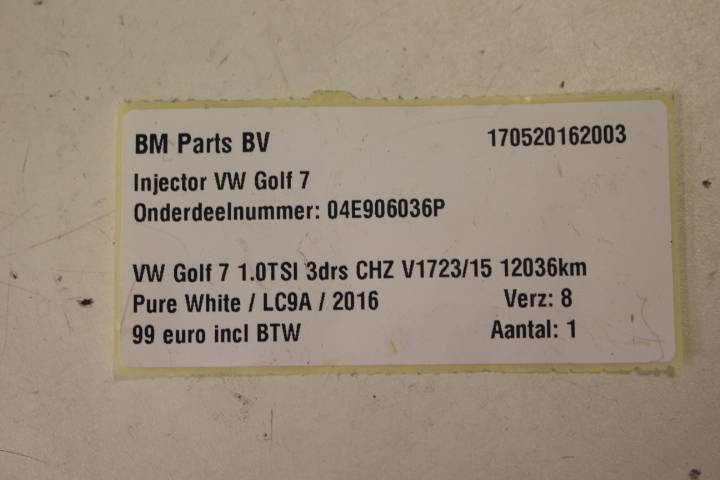 BM Parts BV 170520162003
Injector VW Golf 7
Onderdeelnummer: 04E906036P
VW Golf 7 1.0TSI 3drs CHZ V1723/15 12036km
Pure White / LC9A / 2016 Verz: 8
99 euro incl BTW Aantal: 1